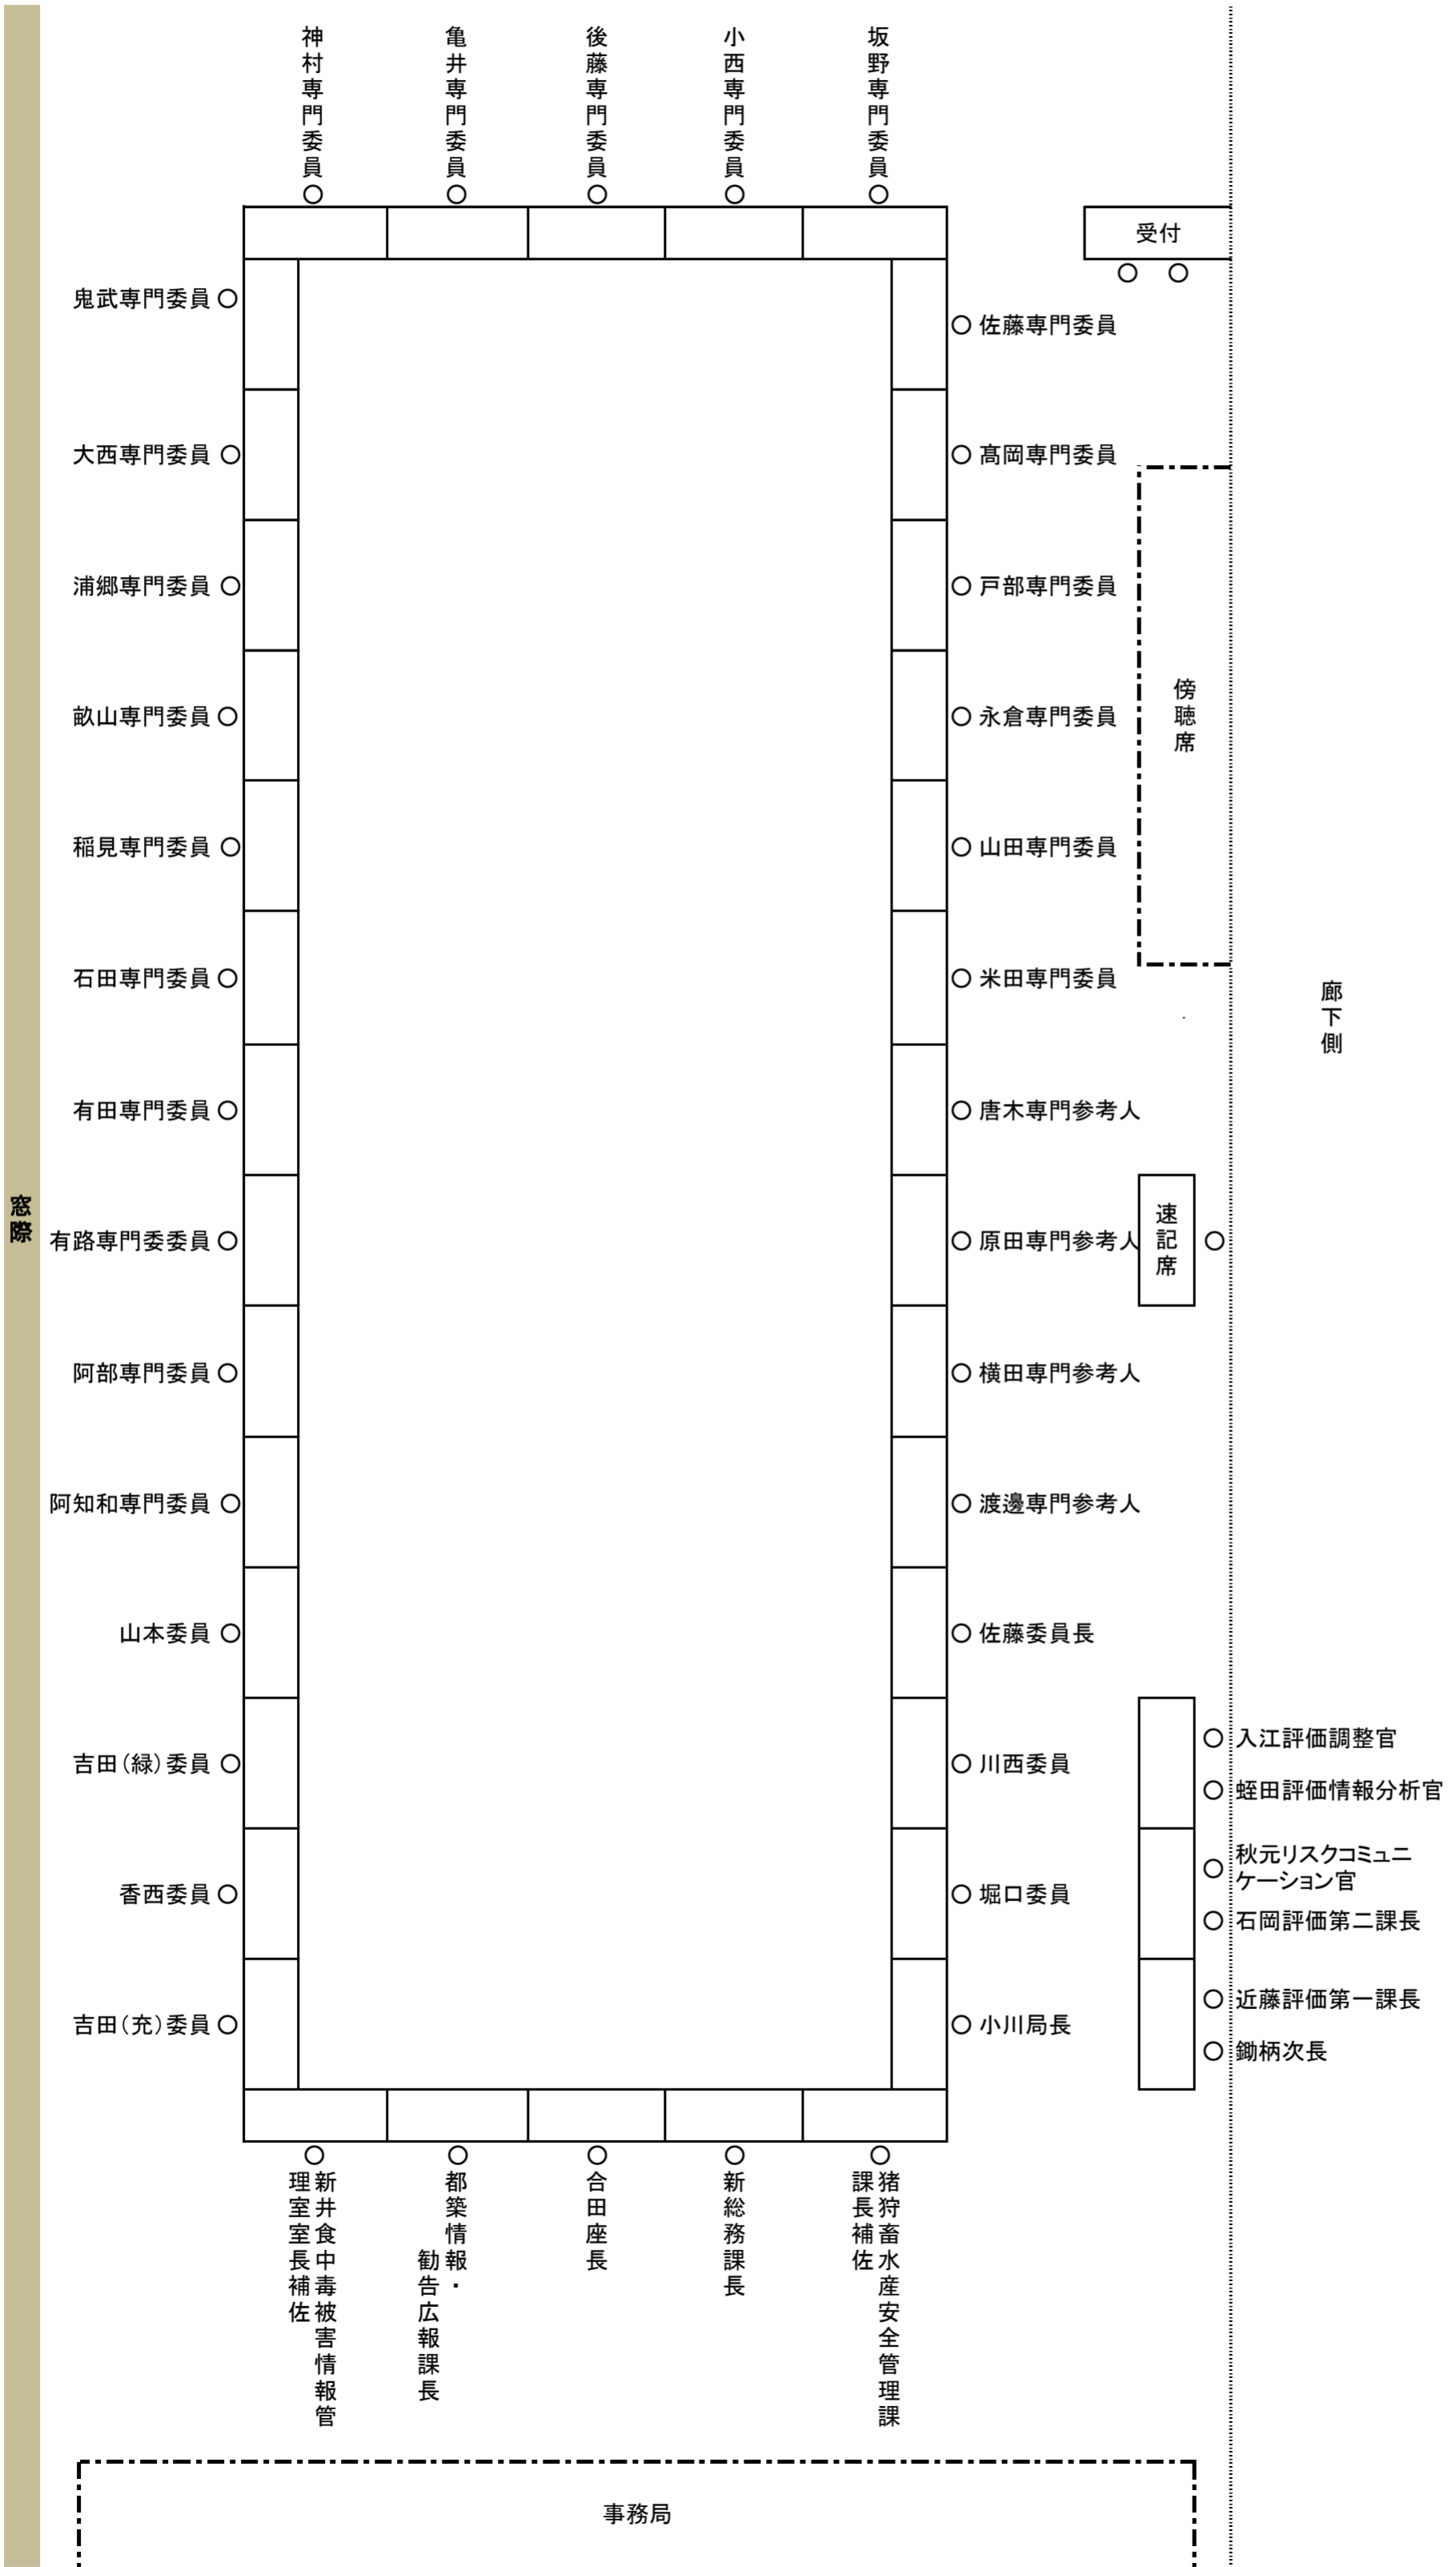 神村専門委員
亀井専門委員
後藤専門委員
小西専門委員
坂野専門委員
受付
鬼武専門委員
佐藤専門委員
大西専門委員
髙岡専門委員
浦郷専門委員
戸部専門委員
傍聴席
畝山専門委員
永倉専門委員
稲見専門委員
山田専門委員
石田専門委員
米田専門委員
廊下側
有田専門委員
唐木専門参考人
窓際
有路専門委委員
原田専門参考人
速記席
阿部専門委員
横田専門参考人
阿知和専門委員
渡邊専門参考人
山本委員
佐藤委員長
吉田(緑)委員
川西委員
入江評価調整官
蛭田評価情報分析官
香西委員
堀口委員
秋元リスクコミュニ
ケーション官
石岡評価第二課長
吉田(充)委員
小川局長
近藤評価第一課長
鋤柄次長
新井食中毒被害情報管
理室室長補佐
都築情報・
勧告広報課長
合田座長
新総務課長
猪狩畜水産安全管理課
課長補佐
事務局